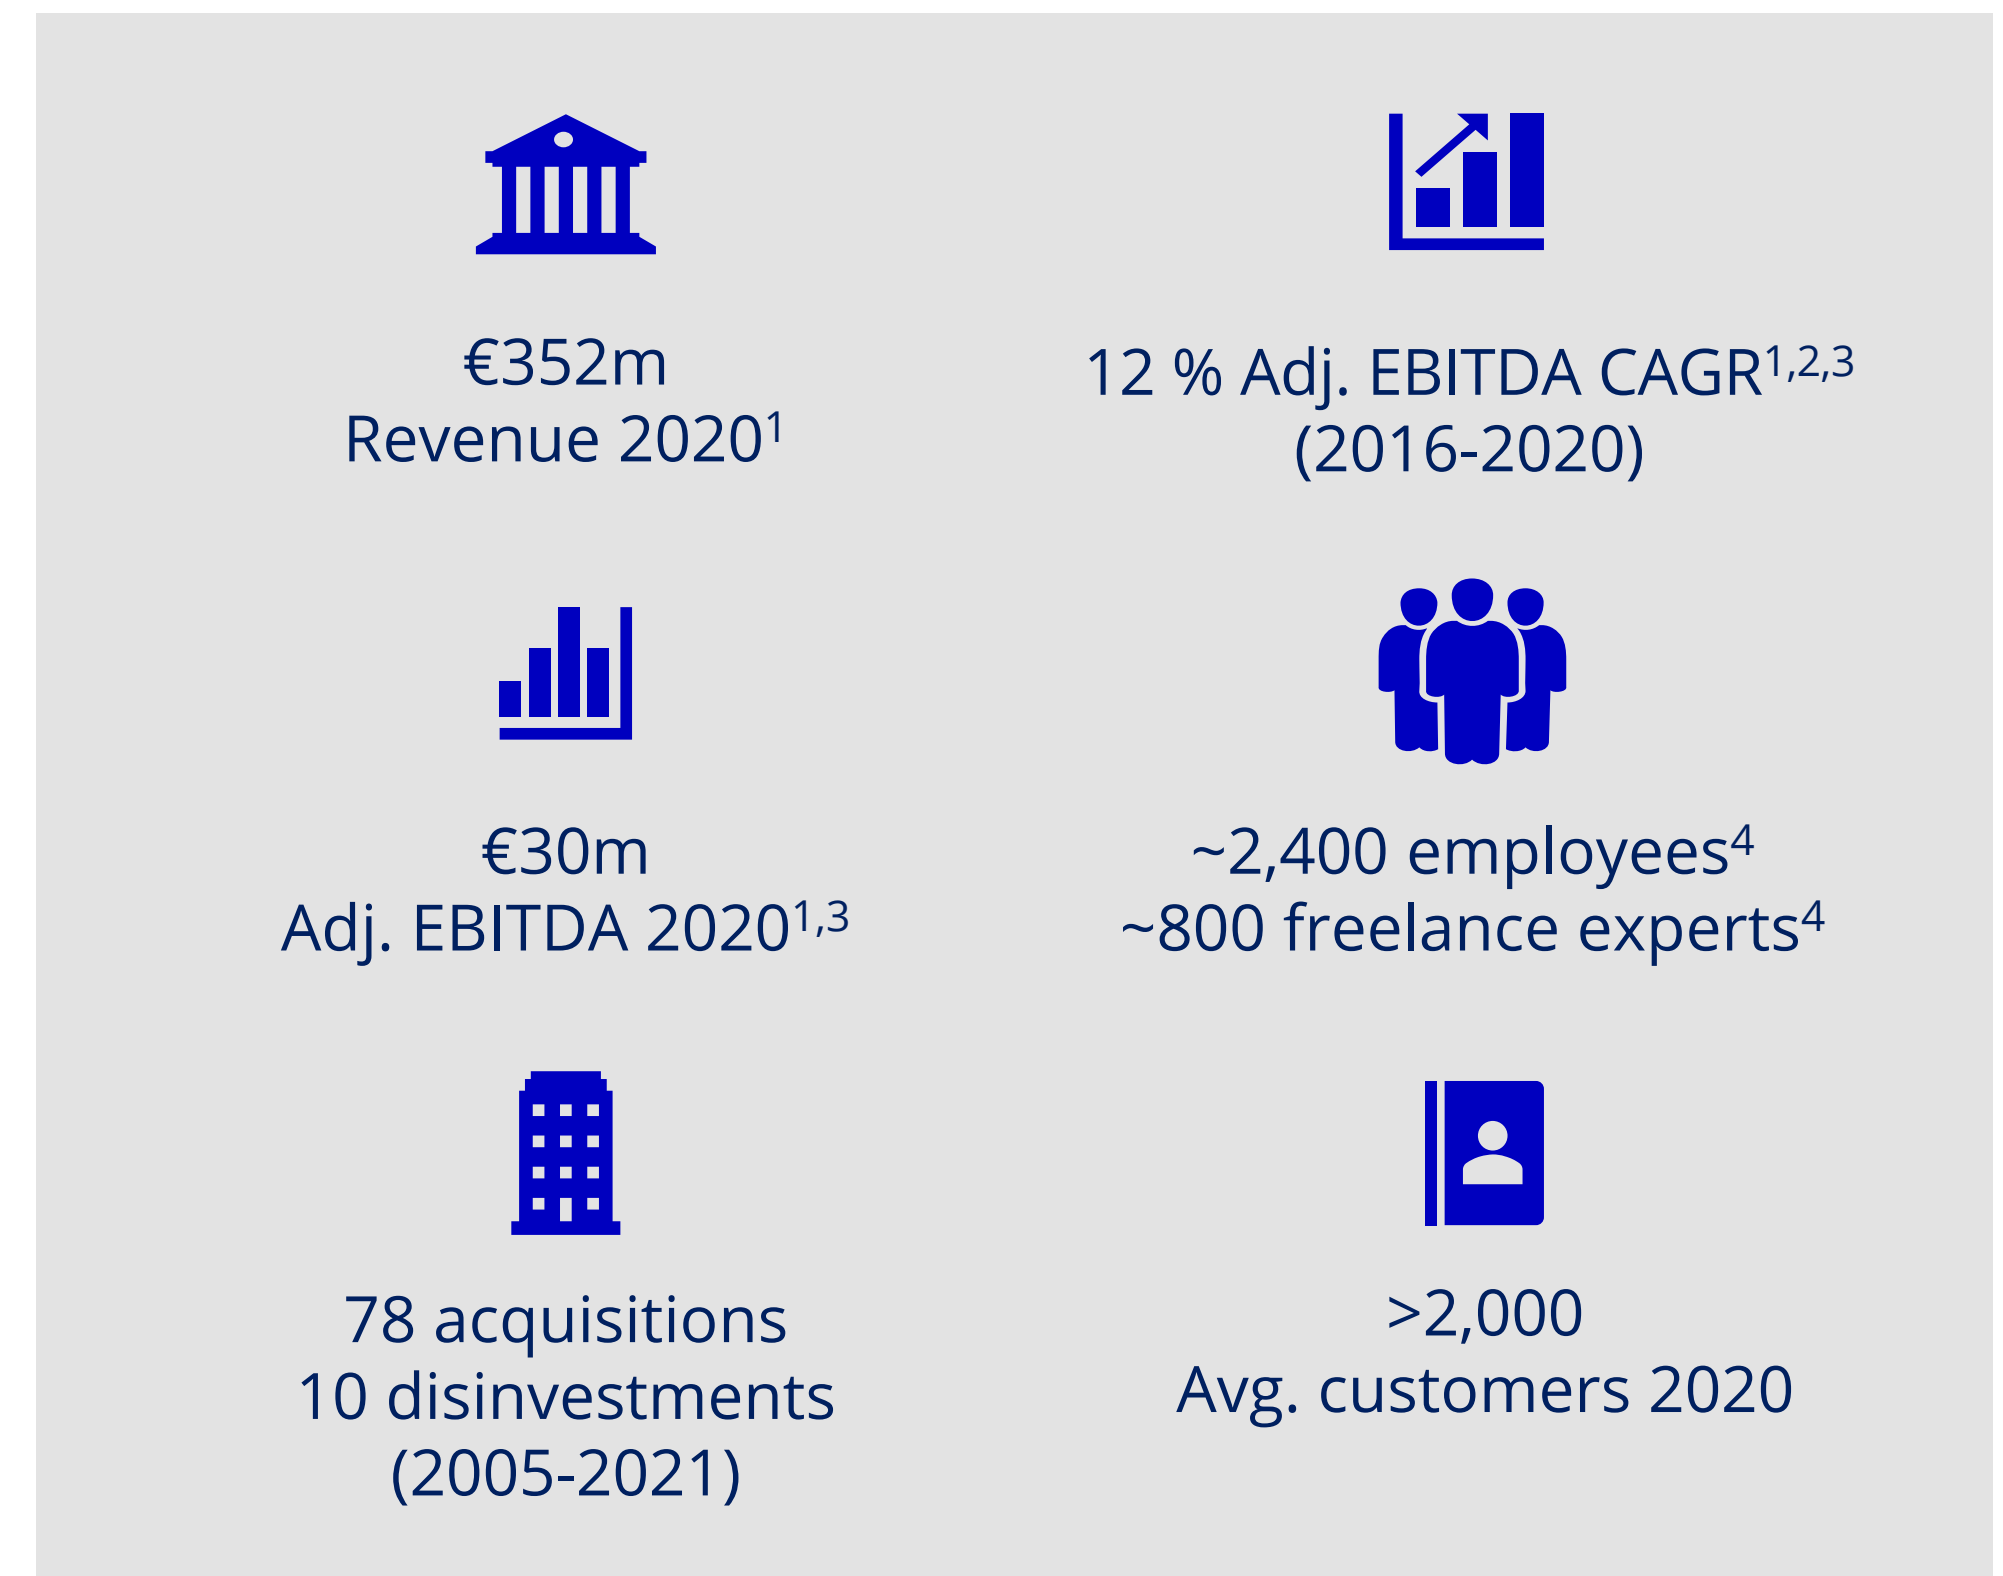 €352m
Revenue 2020¹
12 % Adj. EBITDA CAGR¹,²,³
(2016-2020)
€30m
Adj. EBITDA 2020¹,³
~2,400 employees⁴
~800 freelance experts⁴
78 acquisitions
10 disinvestments
(2005-2021)
>2,000
Avg. customers 2020